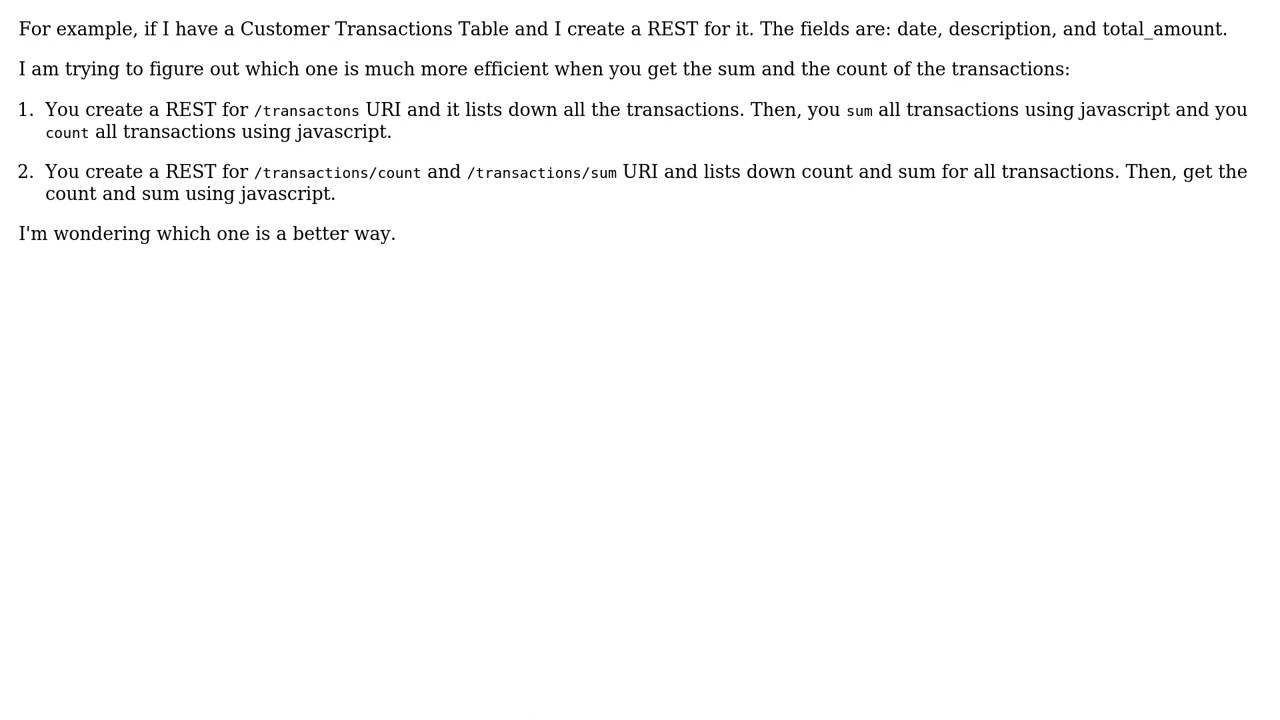 For example, if I have a Customer Transactions Table and I create a REST for it. The fields are: date, description, and total_amount.
I am trying to figure out which one is much more efficient when you get the sum and the count of the transactions:
1. You create a REST for /transactons URI and it lists down all the transactions. Then, you sum all transactions using javascript and you
count all transactions using javascript.
2. You create a REST for /transactions/count and /transactions/sum URI and lists down count and sum for all transactions. Then, get the
count and sum using javascript.
I'm wondering which one is a better way.